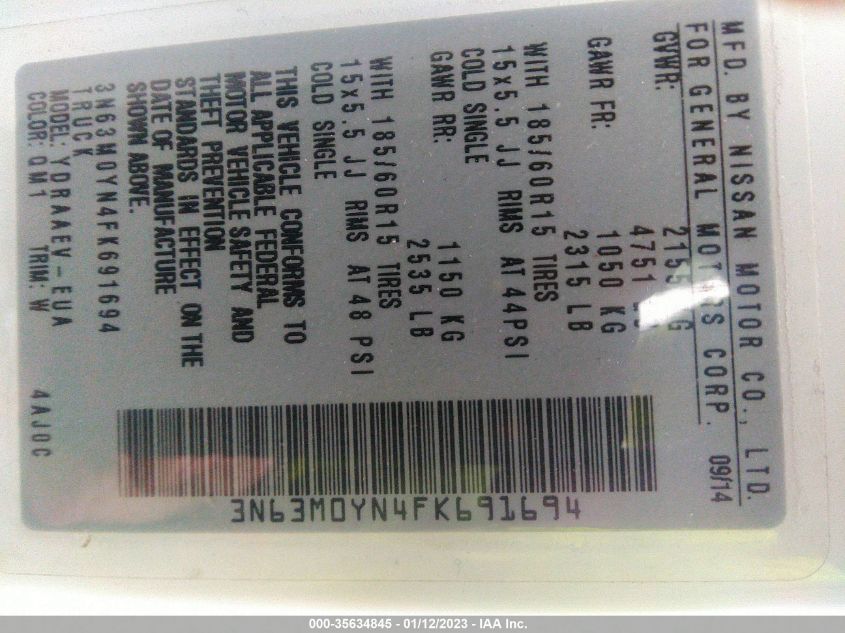 MFD. BY NISSAN MOTOR CO., LTD.
FOR GENERAL MOTORS CORP. 09/14
GVWR: KG
4751
GAWR FR: 1050 KG
2315 LB
WITH 185/60R15 TIRES
15x5.5 JJ RIMS AT 44PSI
COLD SINGLE
GAWR RR: 1150 KG
2535 LB
WITH 185/60R15 TIRES
15x5.5 JJ RIMS AT 48 PSI
COLD SINGLE
THIS VEHICLE CONFORMS TO
ALL APPLICABLE FEDERAL
MOTOR VEHICLE SAFETY AND
THEFT PREVENTION
STANDARDS IN EFFECT ON THE
DATE OF MANUFACTURE
SHOWN ABOVE.
3N63M0YN4FK691694
TRUCK
MODEL: YDRAAEV-EUA
COLOR: QM1 TRIM: W 4AJ0C
3N63M0YN4FK691694
000-35634845 - 01/12/2023 - IAA Inc.